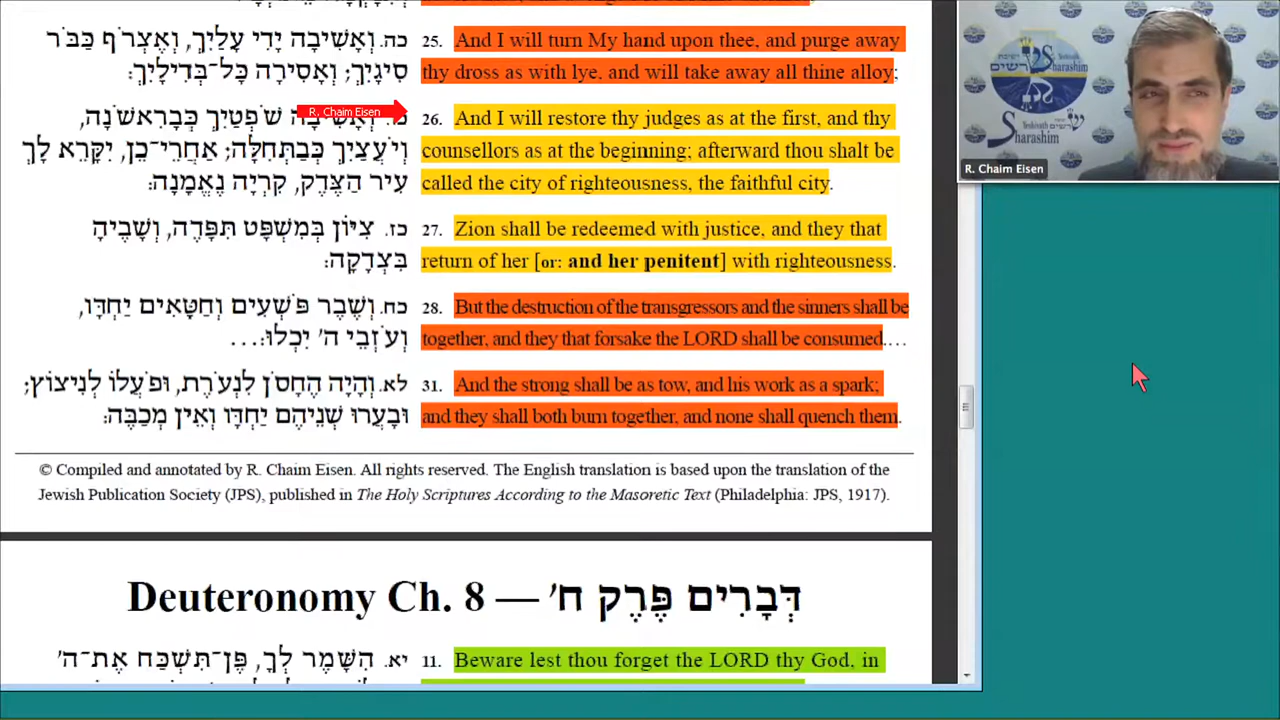 כה. וְאָשִׁיבָה יָדִי עָלַיִךְ, וְאֶצְרֹף כַּבֹּר
סִיגָיִךְ; וְאָסִירָה כָּל־בְּדִילָיִךְ:
25. And I will turn My hand upon thee, and purge away
thy dross as with lye, and will take away all thine alloy;
R. Chaim Eisen
שֹׁפְטַיִךְ כְּבָרִאשֹׁנָה,
וְיֹעֲצַיִךְ כְּבַתְּחִלָּה; אַחֲרֵי־כֵן, יִקָּרֵא לָךְ
עִיר הַצֶּדֶק, קִרְיָה נֶאֱמָנָה:
26. And I will restore thy judges as at the first, and thy
counsellors as at the beginning; afterward thou shalt be
called the city of righteousness, the faithful city.
כז. צִיּוֹן בְּמִשְׁפָּט תִּפָּדֶה, וְשָׁבֶיהָ
בִּצְדָקָה:
27. Zion shall be redeemed with justice, and they that
return of her [or: and her penitent] with righteousness.
כח. וְשֶׁבֶר פֹּשְׁעִים וְחַטָּאִים יַחְדָּו,
וְעֹזְבֵי ה' יִכְלוּ:...
28. But the destruction of the transgressors and the sinners shall be
together, and they that forsake the LORD shall be consumed....
לא. וְהָיָה הֶחָסֹן לִנְעֹרֶת, וּפֹעֲלוֹ לְנִיצוֹץ;
וּבָעֲרוּ שְׁנֵיהֶם יַחְדָּו וְאֵין מְכַבֶּה:
31. And the strong shall be as tow, and his work as a spark;
and they shall both burn together, and none shall quench them.
© Compiled and annotated by R. Chaim Eisen. All rights reserved. The English translation is based upon the translation of the
Jewish Publication Society (JPS), published in The Holy Scriptures According to the Masoretic Text (Philadelphia: JPS, 1917).
Deuteronomy Ch. 8 — דְּבָרִים פֶּרֶק ח'
יא. הִשָּׁמֶר לְךָ, פֶּן־תִּשְׁכַּח אֶת־ה'
11. Beware lest thou forget the LORD thy God, in
ישיבת
שרשים
Yeshivath
Sharashim
R. Chaim Eisen